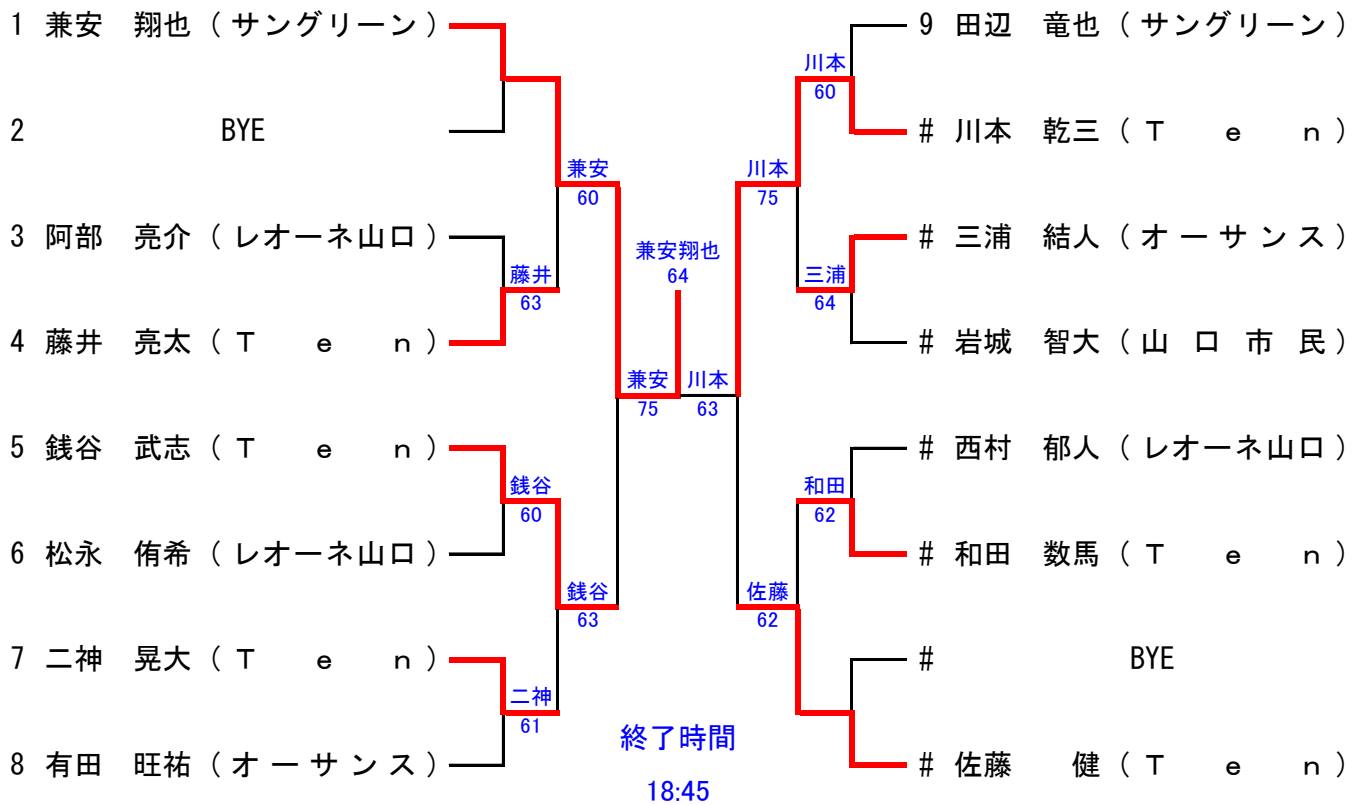 1 兼安 翔也 ( サングリーン )
2 BYE
3 阿部 亮介 ( レオーネ山口 )
4 藤井 亮太 ( T e n )
5 銭谷 武志 ( T e n )
6 松永 侑希 ( レオーネ山口 )
7 二神 晃大 ( T e n )
8 有田 旺祐 ( オーサンス )
兼安
60
藤井
63
銭谷
60
銭谷
63
二神
61
兼安
75
兼安翔也
64
川本
63
川本
75
川本
60
三浦
64
和田
62
佐藤
62
9 田辺 竜也 ( サングリーン )
# 川本 乾三 ( T e n )
# 三浦 結人 ( オーサンス )
# 岩城 智大 ( 山口市民 )
# 西村 郁人 ( レオーネ山口 )
# 和田 数馬 ( T e n )
# BYE
# 佐藤 健 ( T e n )
終了時間
18:45